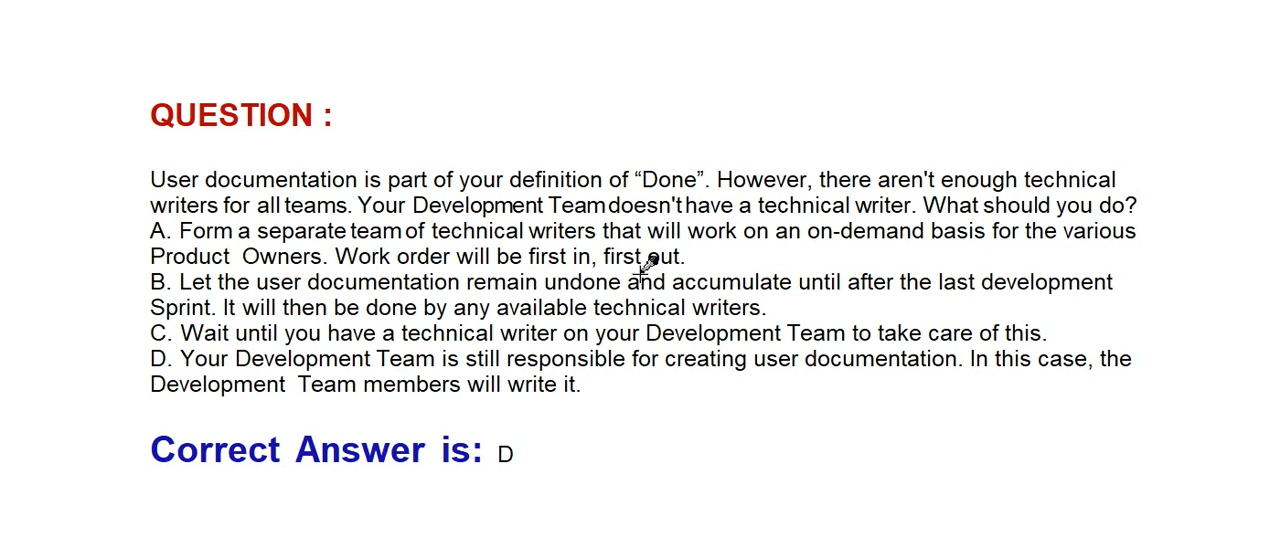 QUESTION :
User documentation is part of your definition of “Done”. However, there aren't enough technical
writers for all teams. Your Development Team doesn't have a technical writer. What should you do?
A. Form a separate team of technical writers that will work on an on-demand basis for the various
Product Owners. Work order will be first in, first out.
B. Let the user documentation remain undone and accumulate until after the last development
Sprint. It will then be done by any available technical writers.
C. Wait until you have a technical writer on your Development Team to take care of this.
D. Your Development Team is still responsible for creating user documentation. In this case, the
Development Team members will write it.
Correct Answer is: D